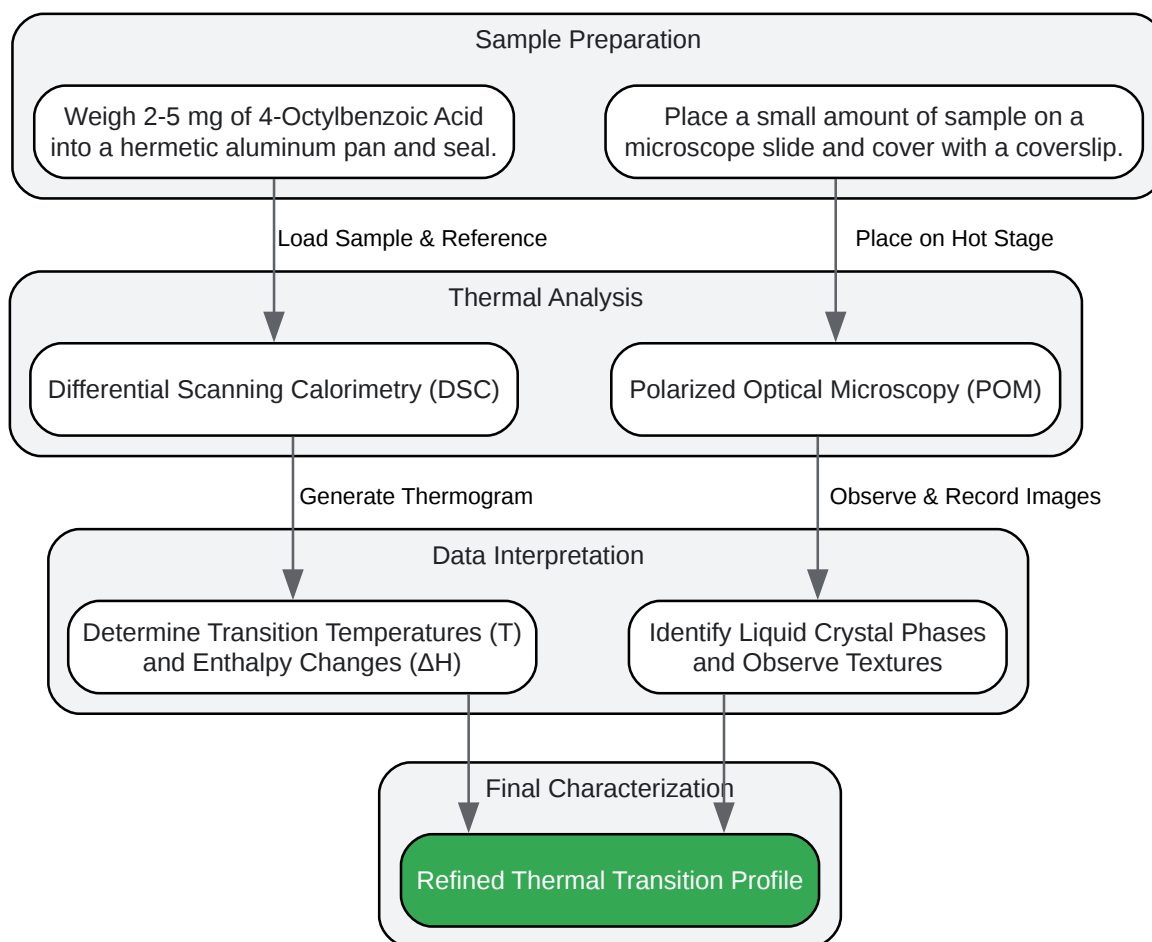 Sample Preparation
Weigh 2-5 mg of 4-Octylbenzoic Acid
into a hermetic aluminum pan and seal.
Place a small amount of sample on a
microscope slide and cover with a coverslip.
Load Sample & Reference
Place on Hot Stage
Thermal Analysis
Differential Scanning Calorimetry (DSC)
Polarized Optical Microscopy (POM)
Generate Thermogram
Observe & Record Images
Data Interpretation
Determine Transition Temperatures (T)
and Enthalpy Changes (ΔH)
Identify Liquid Crystal Phases
and Observe Textures
Final Characterization
Refined Thermal Transition Profile